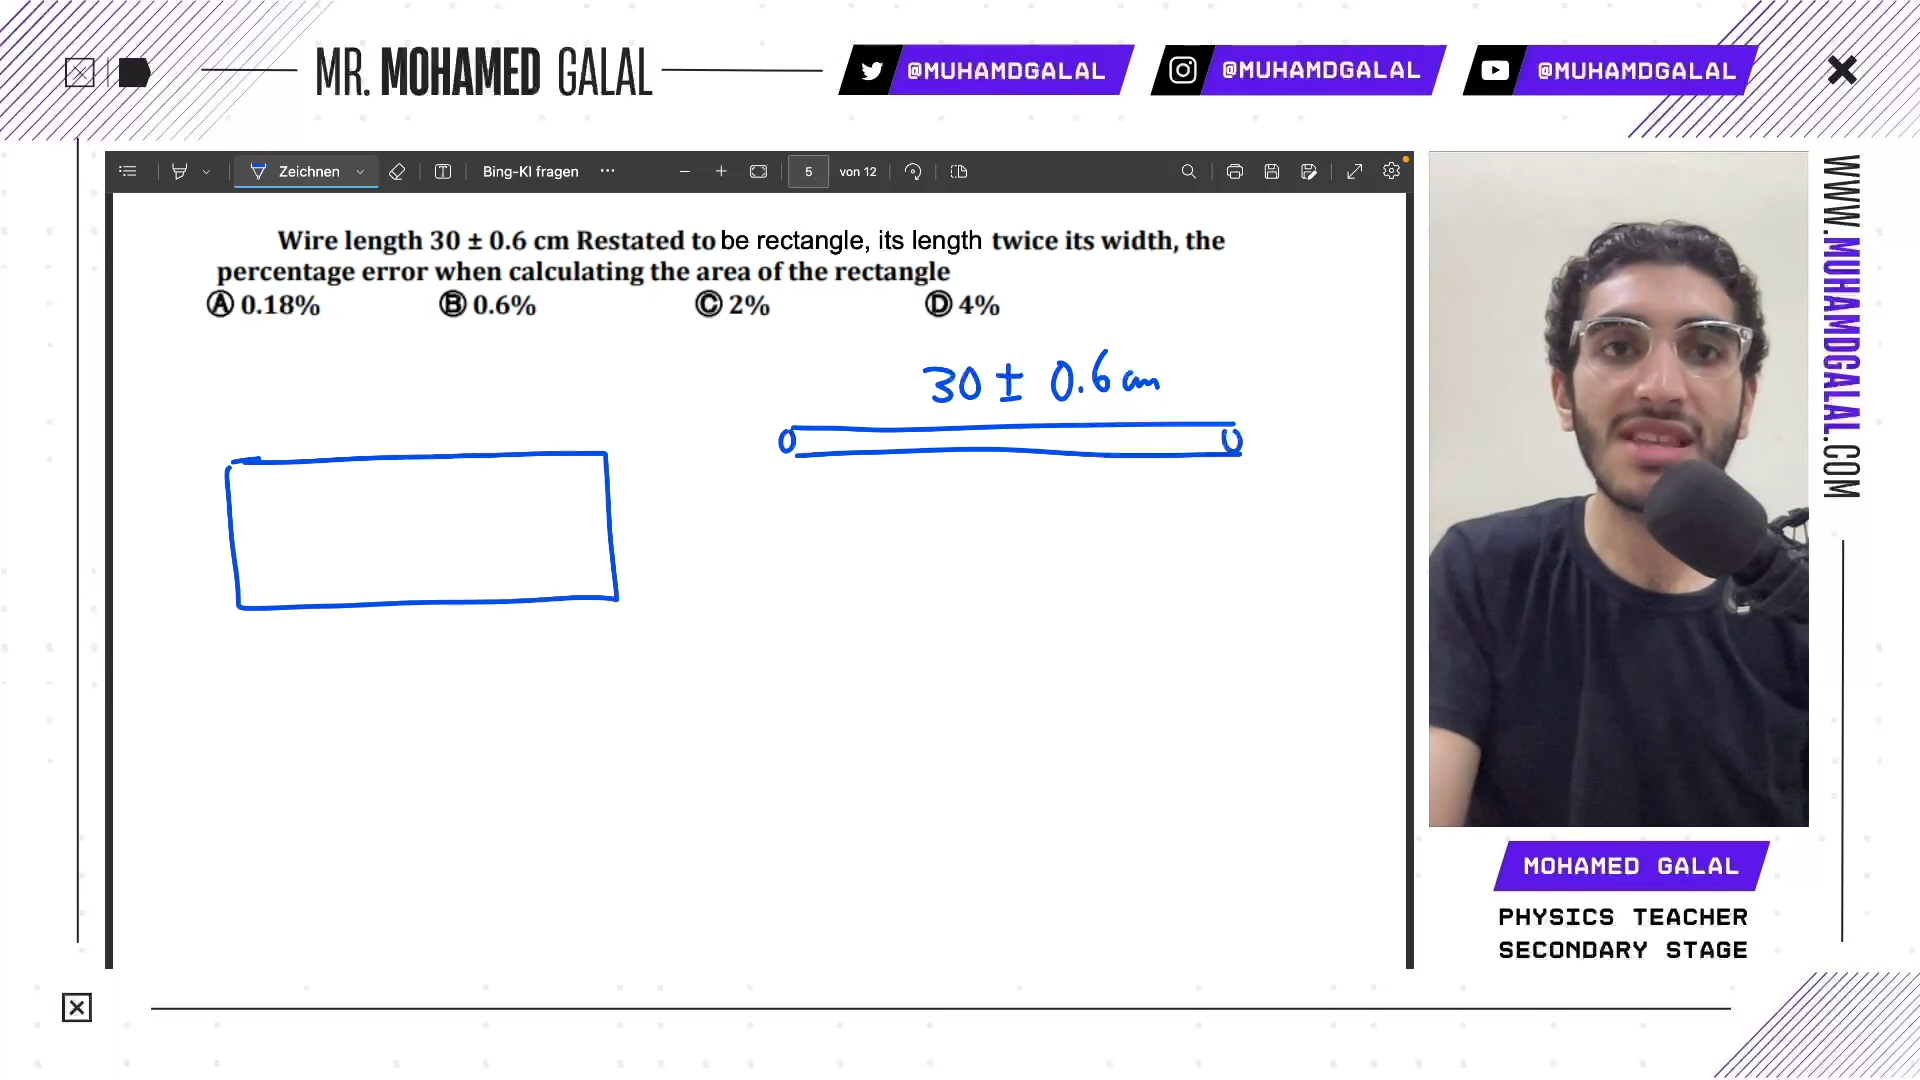 MR. MOHAMED GALAL
@MUHAMDGALAL
@MUHAMDGALAL
@MUHAMDGALAL
Zeichnen
Bing-KI fragen
5
von 12
Wire length 30 ± 0.6 cm Restated to be rectangle, its length twice its width, the
percentage error when calculating the area of the rectangle
Ⓐ 0.18% Ⓑ 0.6% Ⓒ 2% Ⓓ 4%
30 ± 0.6 cm
WWW.MUHAMDGALAL.COM
MOHAMED GALAL
PHYSICS TEACHER
SECONDARY STAGE